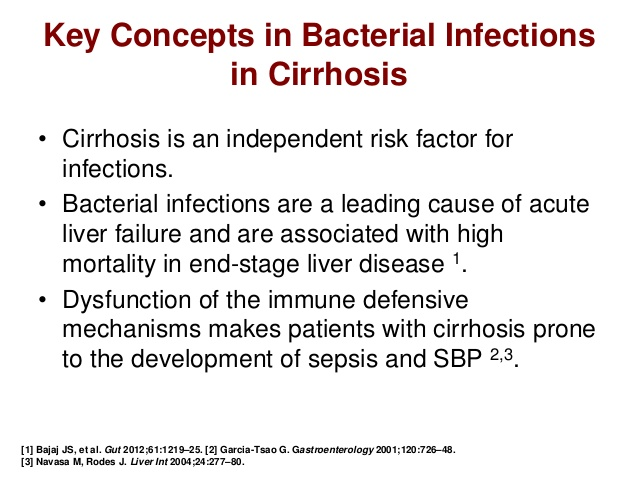 Key Concepts in Bacterial Infections
in Cirrhosis
• Cirrhosis is an independent risk factor for
infections.
• Bacterial infections are a leading cause of acute
liver failure and are associated with high
mortality in end-stage liver disease 1.
• Dysfunction of the immune defensive
mechanisms makes patients with cirrhosis prone
to the development of sepsis and SBP 2,3.
[1] Bajaj JS, et al. Gut 2012;61:1219–25. [2] Garcia-Tsao G. Gastroenterology 2001;120:726–48.
[3] Navasa M, Rodes J. Liver Int 2004;24:277–80.